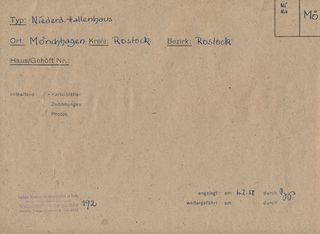 Mö
Typ: Niederd. Hallenhaus
Ort: Mönchhagen Kreis: Rostock Bezirk: Rostock
Haus/Gehöft Nr.:
enthaltend: Karteiblätter
Zeichnungen
Photos
192
angelegt: am durch
weitergeführt: am durch